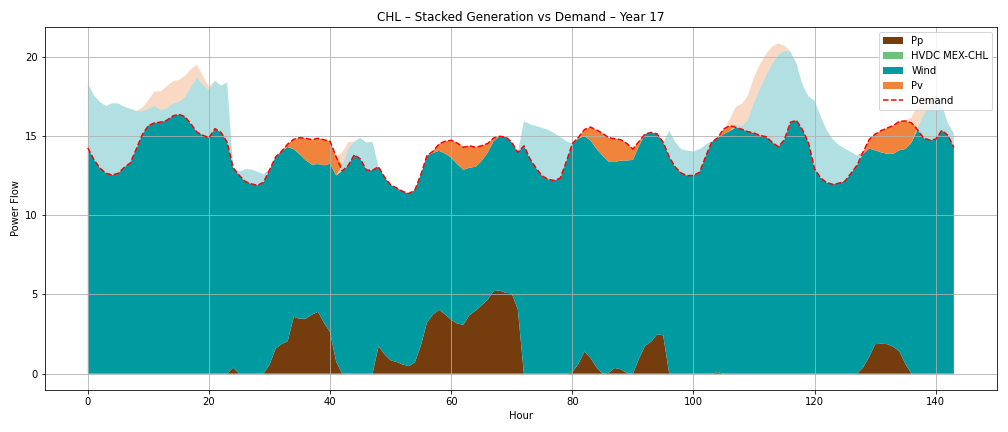 CHL – Stacked Generation vs Demand – Year 17
Pp
HVDC MEX-CHL
Wind
Pv
Demand
Power Flow
20
15
10
5
0
0 20 40 60 80 100 120 140
Hour